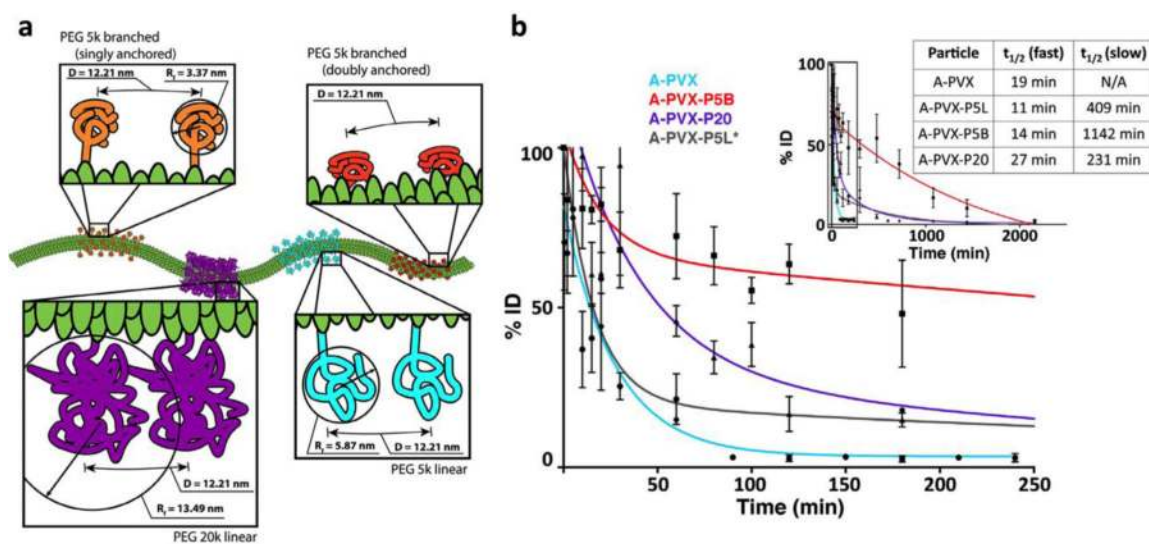 a
PEG 5k branched
(singly anchored)
D = 12.21 nm
Rf = 3.37 nm
PEG 5k branched
(doubly anchored)
D = 12.21 nm
D = 12.21 nm
Rf = 13.49 nm
PEG 20k linear
Rf = 5.87 nm
D = 12.21 nm
PEG 5k linear
b
A-PVX
A-PVX-P5B
A-PVX-P20
A-PVX-P5L*
% ID
100
50
0
50 100 150 200 250
Time (min)
% ID
100
50
0
0 1000 2000
Time (min)
Particle t1/2 (fast) t1/2 (slow)
A-PVX 19 min N/A
A-PVX-P5L 11 min 409 min
A-PVX-P5B 14 min 1142 min
A-PVX-P20 27 min 231 min